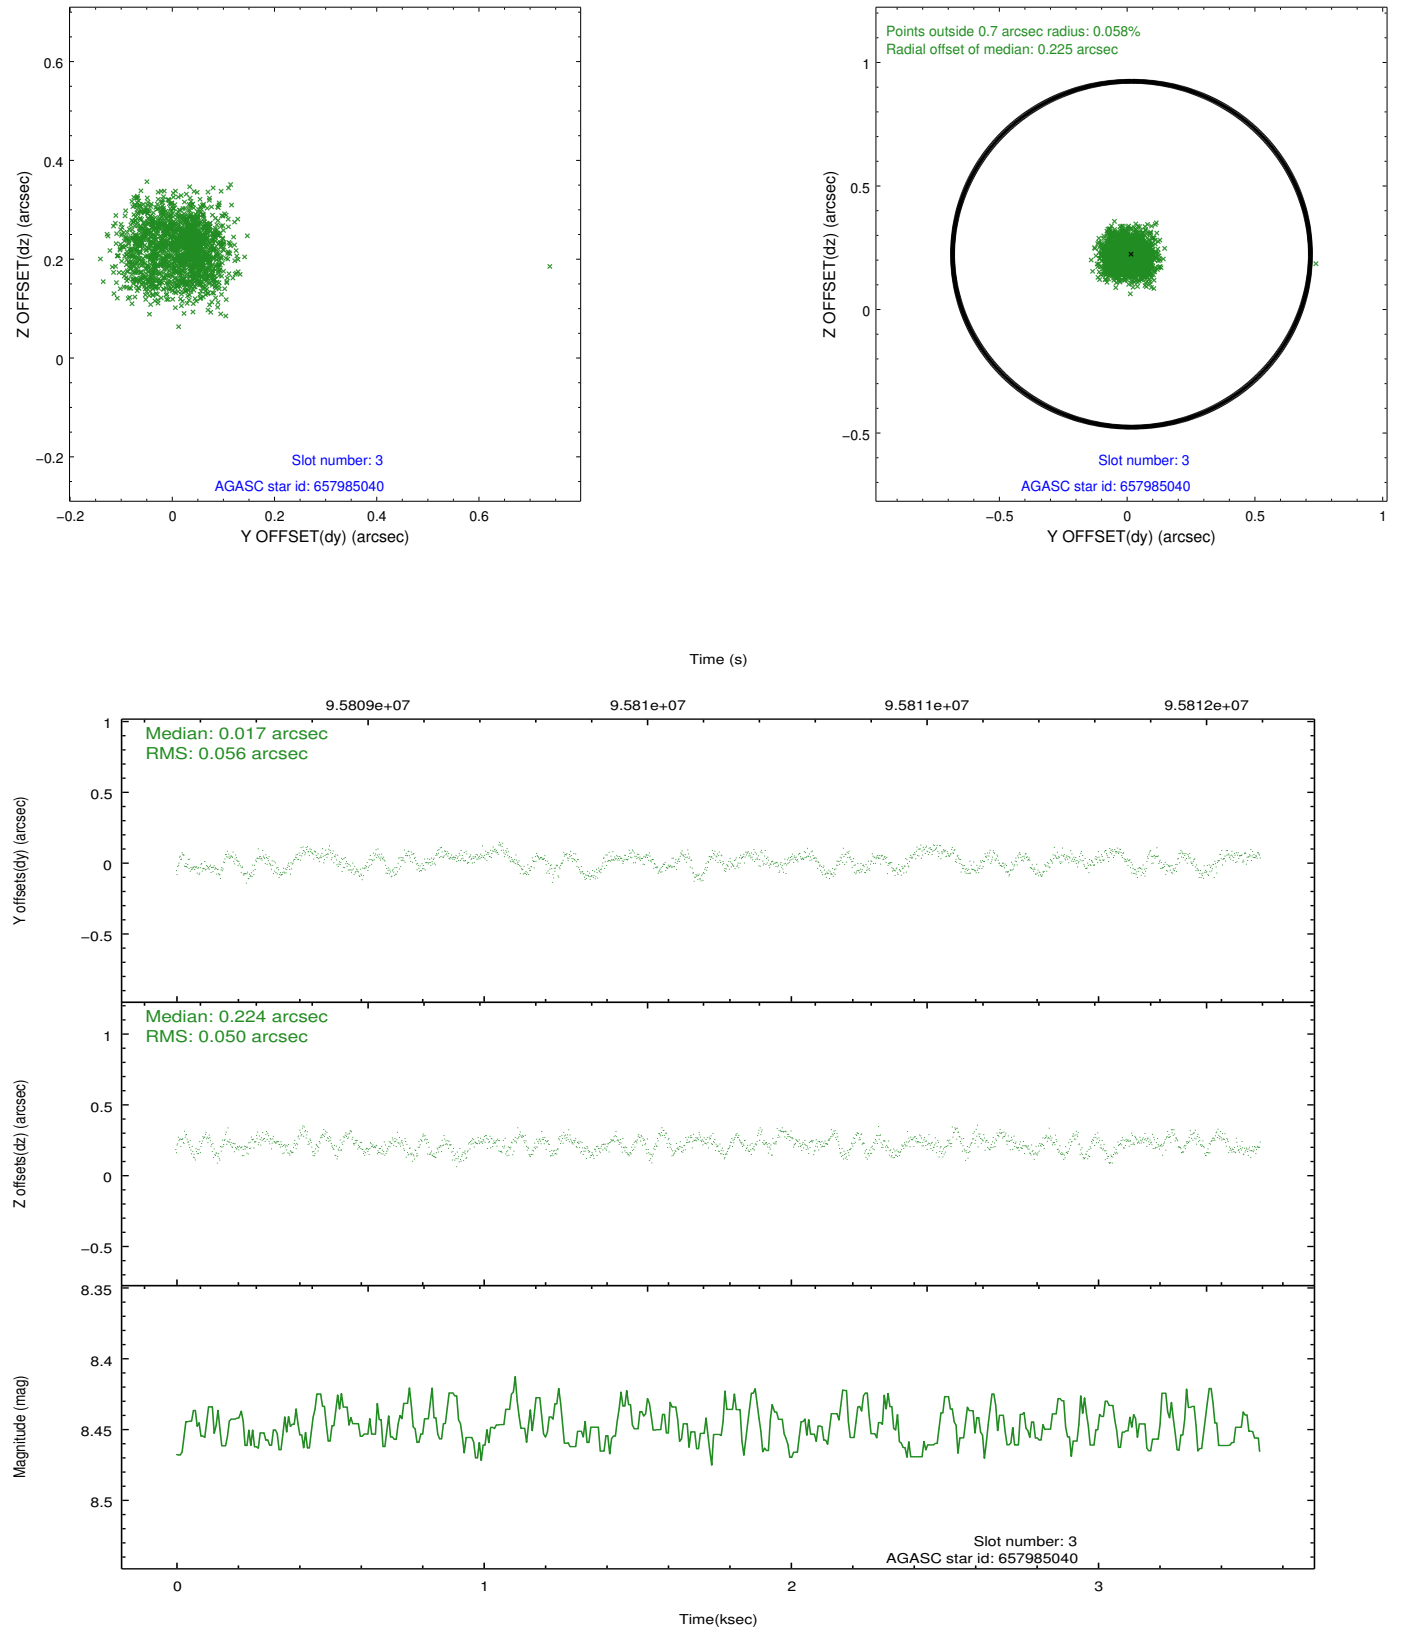 0.6
0.4
0.2
0
−0.2
−0.2 0 0.2 0.4 0.6
Z OFFSET(dz) (arcsec)
Y OFFSET(dy) (arcsec)
Slot number: 3
AGASC star id: 657985040
Points outside 0.7 arcsec radius: 0.058%
Radial offset of median: 0.225 arcsec
1
0.5
0
−0.5
−0.5 0 0.5 1
Z OFFSET(dz) (arcsec)
Y OFFSET(dy) (arcsec)
Slot number: 3
AGASC star id: 657985040
Time (s)
9.5809e+07 9.581e+07 9.5811e+07 9.5812e+07
Median: 0.017 arcsec
RMS: 0.056 arcsec
1
0.5
0
−0.5
Y offsets(dy) (arcsec)
Median: 0.224 arcsec
RMS: 0.050 arcsec
1
0.5
0
−0.5
Z offsets(dz) (arcsec)
8.35
8.4
8.45
8.5
Magnitude (mag)
Slot number: 3
AGASC star id: 657985040
0 1 2 3
Time(ksec)